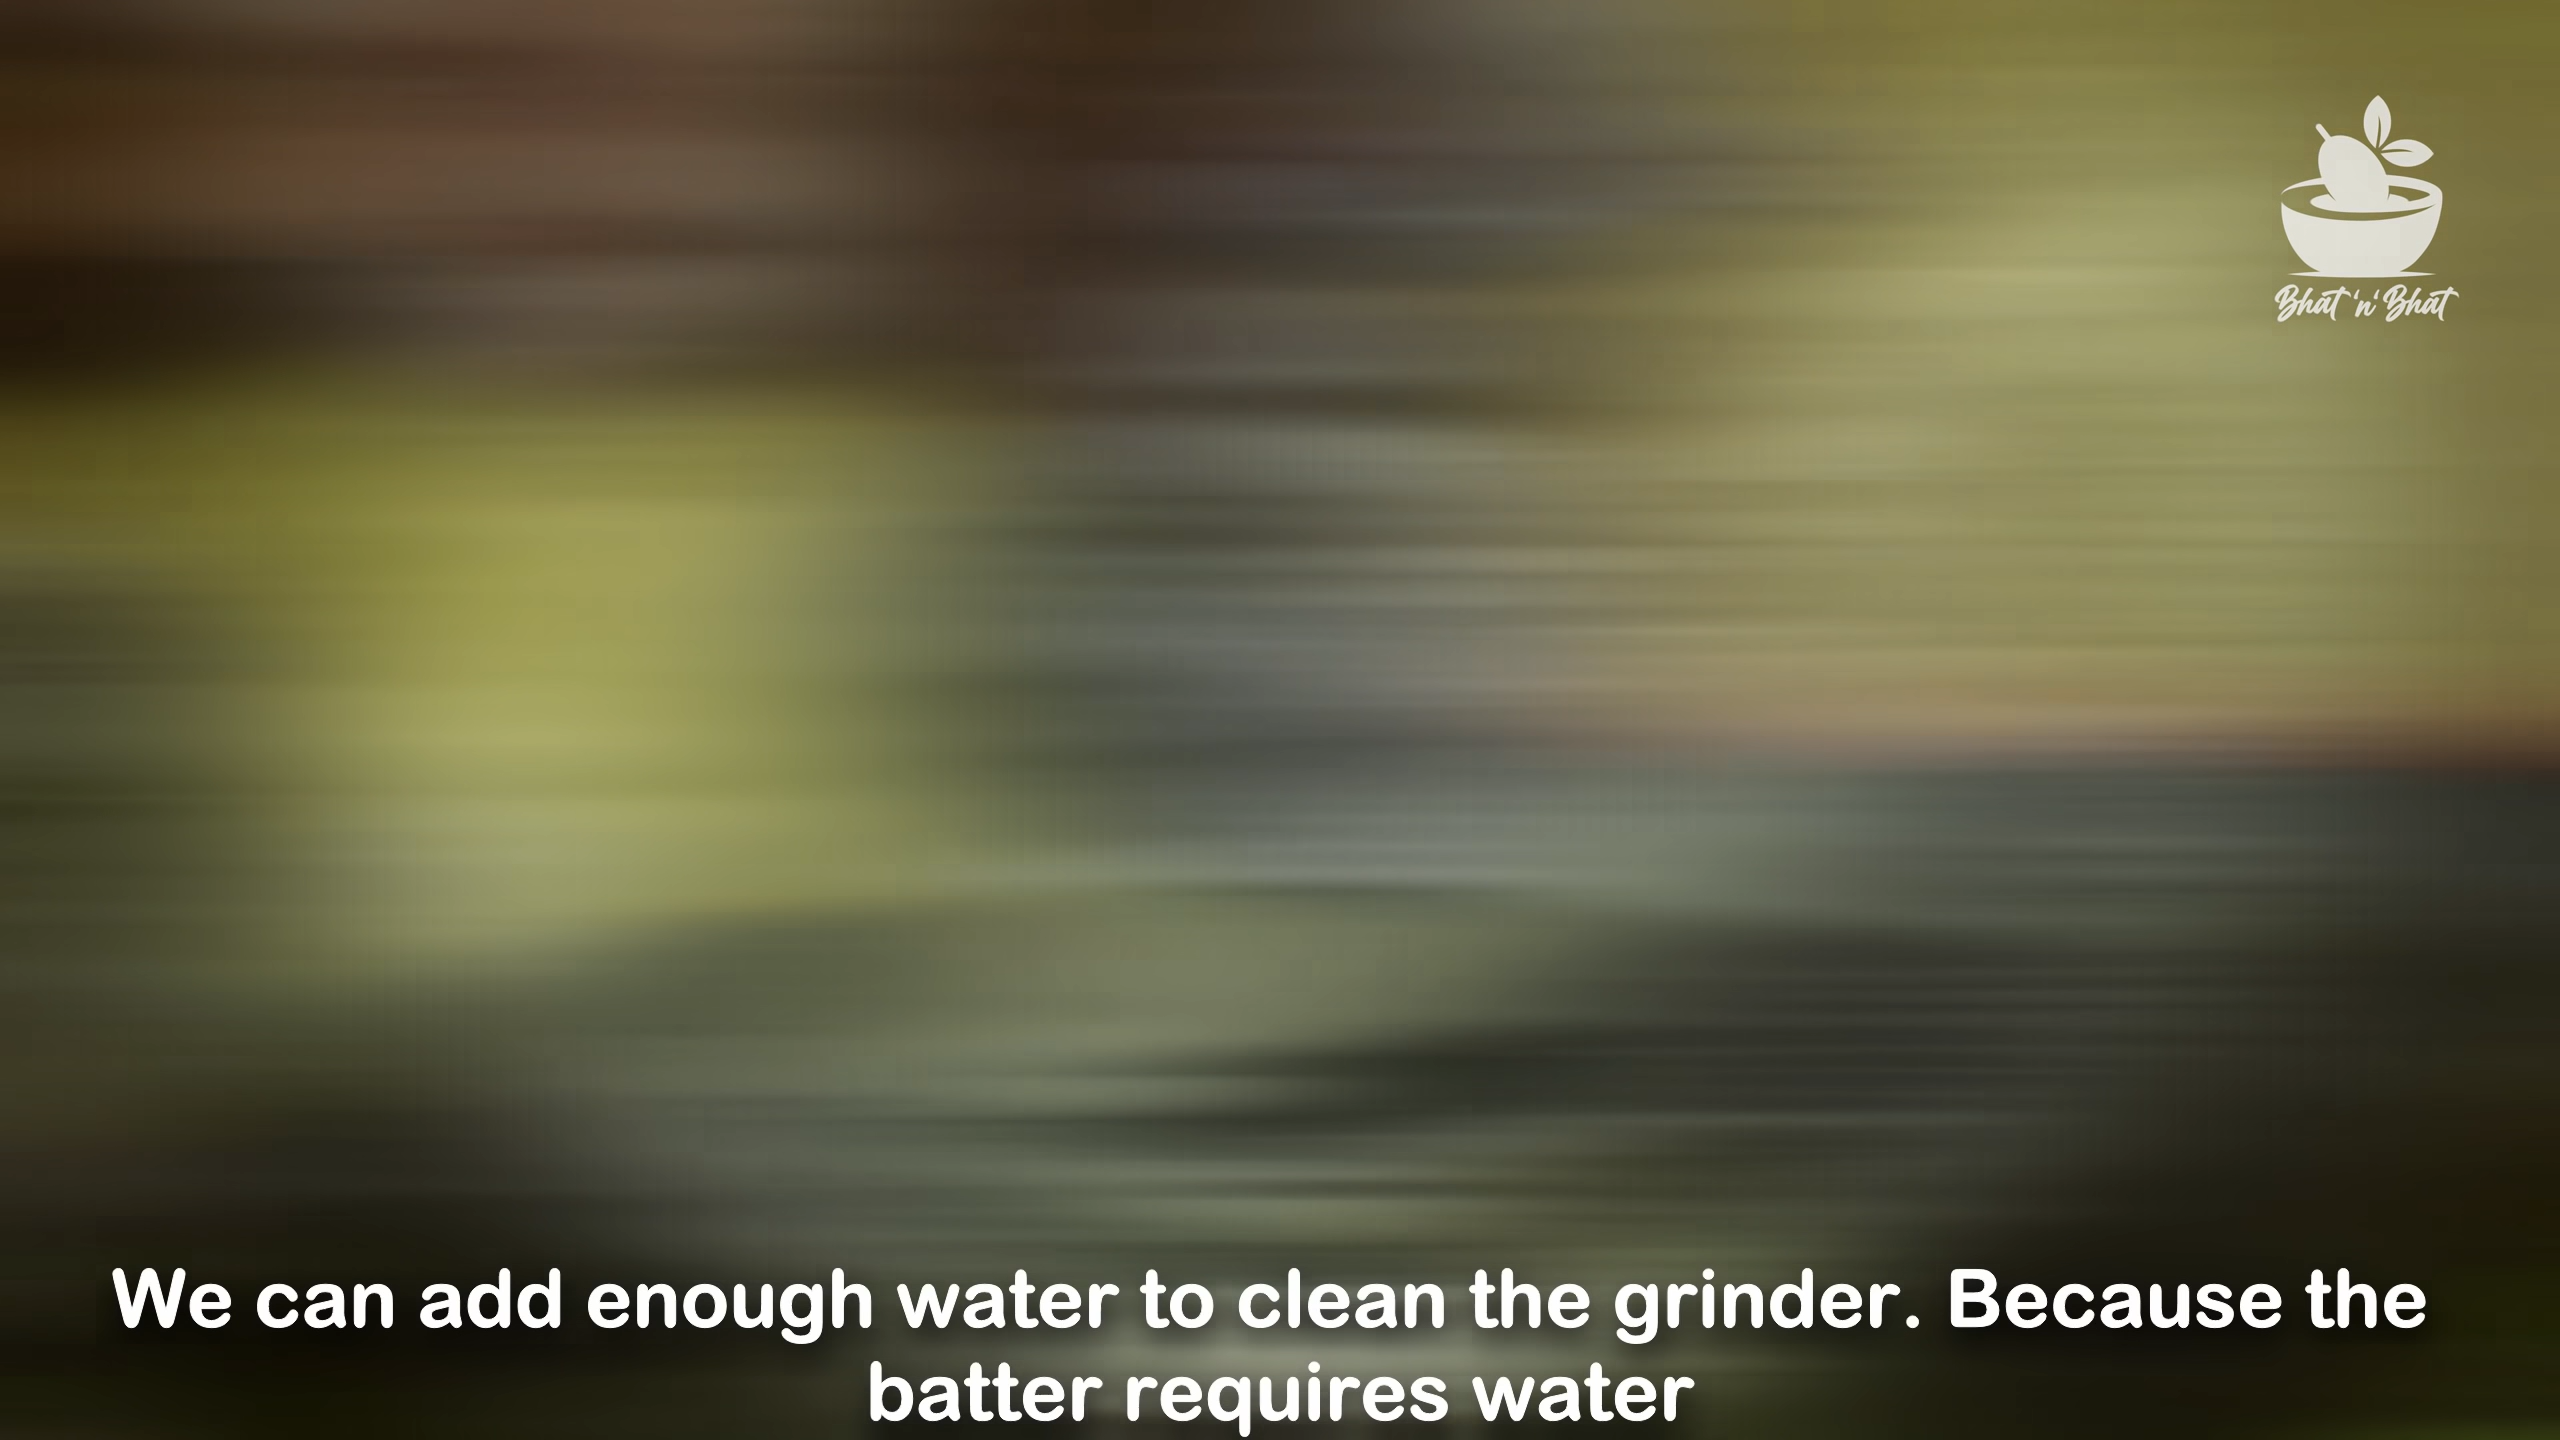 Bhat 'n' Bhat
We can add enough water to clean the grinder. Because the
batter requires water